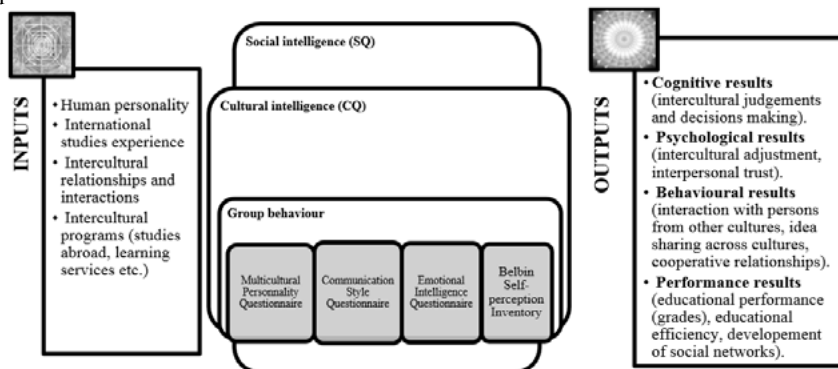 INPUTS
Human personality
International
studies experience
Intercultural
relationships and
interactions
Intercultural
programs (studies
abroad, learning
services etc.)
Social intelligence (SQ)
Cultural intelligence (CQ)
Group behaviour
Multicultural
Personnality
Questionnaire
Communication
Style
Questionnaire
Emotional
Intelligence
Questionnaire
Belbin
Self-
perception
Inventory
OUTPUTS
• Cognitive results
(intercultural judgements
and decisions making).
• Psychological results
(intercultural adjustment,
interpersonal trust).
• Behavioural results
(interaction with persons
from other cultures, idea
sharing across cultures,
cooperative relationships).
• Performance results
(educational performance
(grades), educational
efficiency, developement
of social networks).